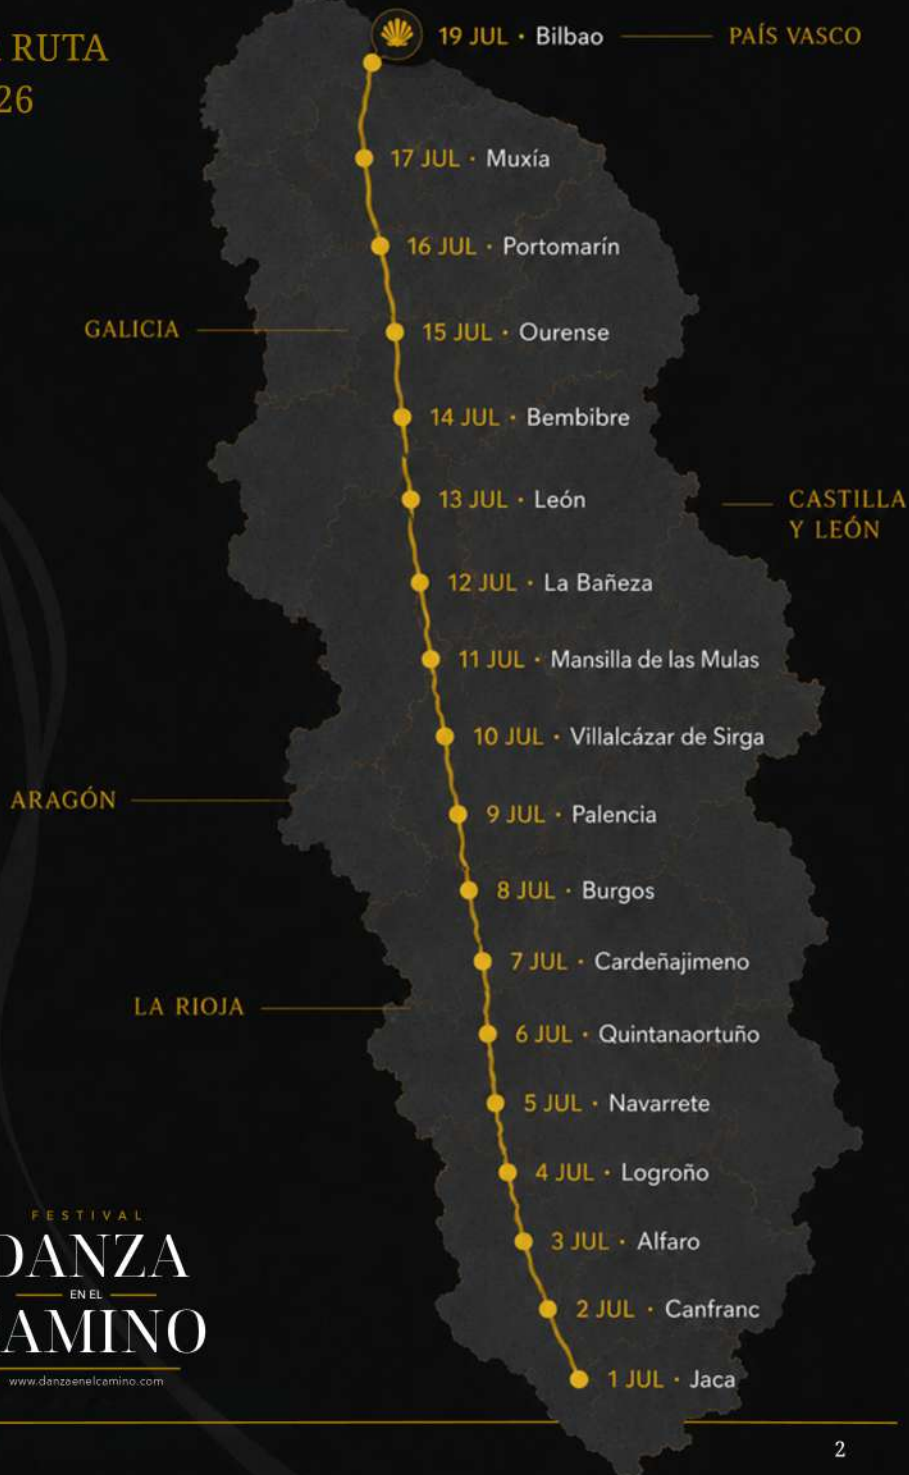 RUTA
26
19 JUL · Bilbao
PAÍS VASCO
17 JUL · Muxía
16 JUL · Portomarín
GALICIA
15 JUL · Ourense
14 JUL · Bembibre
13 JUL · León
CASTILLA
Y LEÓN
12 JUL · La Bañeza
11 JUL · Mansilla de las Mulas
10 JUL · Villalcázar de Sirga
ARAGÓN
9 JUL · Palencia
8 JUL · Burgos
7 JUL · Cardeñajimeno
LA RIOJA
6 JUL · Quintanaortuño
5 JUL · Navarrete
4 JUL · Logroño
3 JUL · Alfaro
2 JUL · Canfranc
1 JUL · Jaca
FESTIVAL
DANZA
EN EL
AMINO
www.danzaenelcamino.com
2